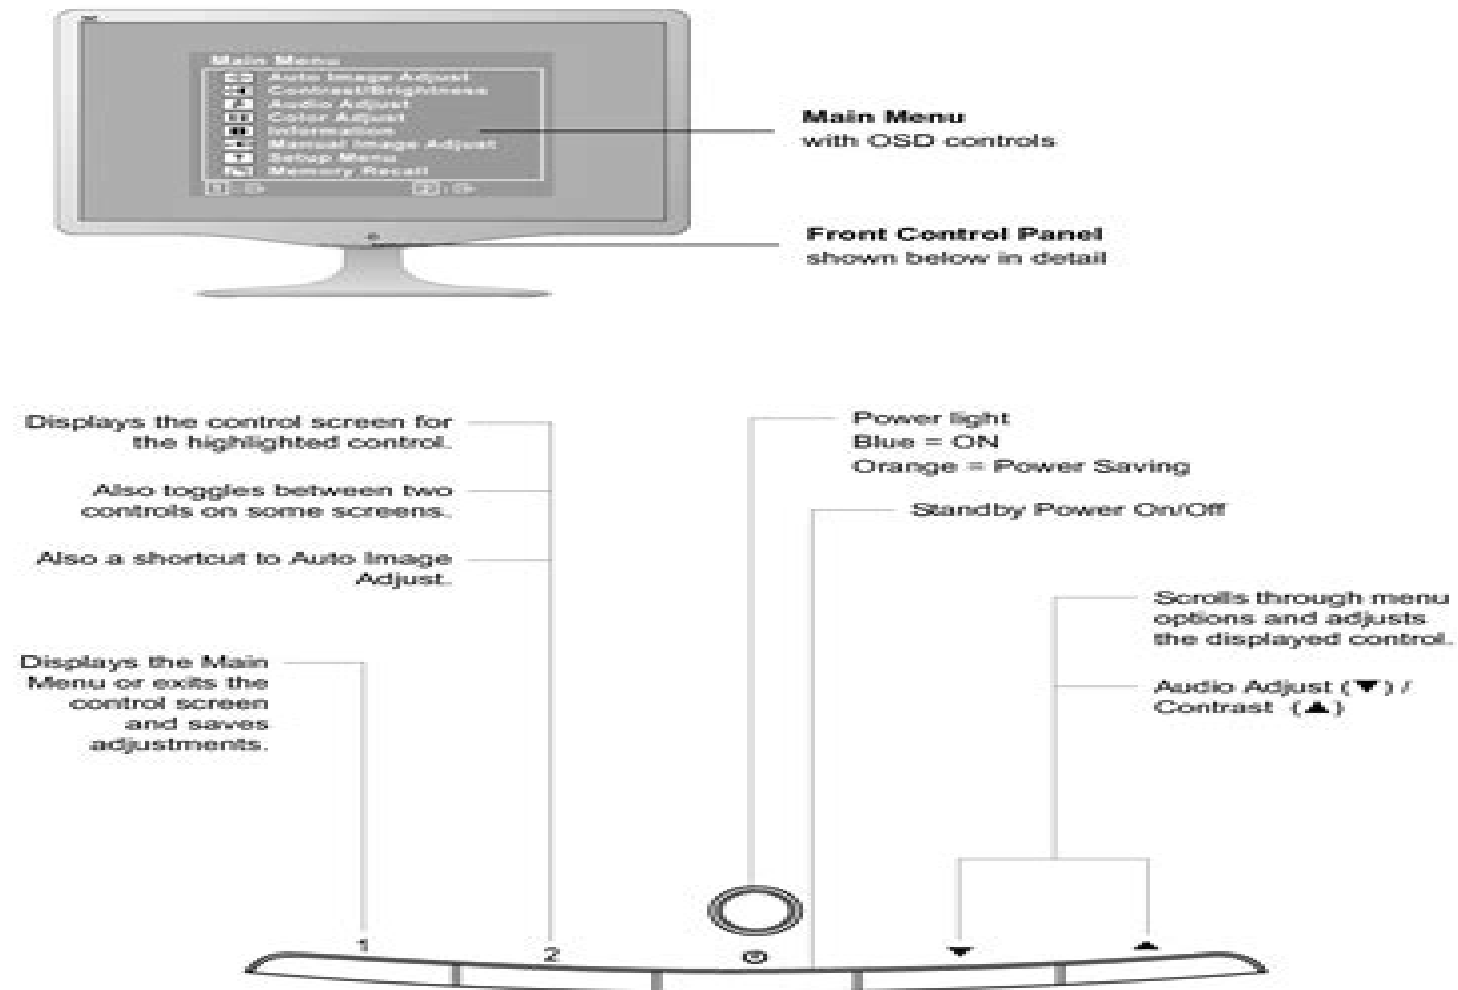 Main Menu
Auto Image Adjust
Contrast/Brightness
Audio Adjust
Color Adjust
Information
Manual Image Adjust
Setup Menu
Memory Recall
Main Menu
with OSD controls
Front Control Panel
shown below in detail
Displays the control screen for
the highlighted control.
Also toggles between two
controls on some screens.
Also a shortcut to Auto Image
Adjust.
Displays the Main
Menu or exits the
control screen
and saves
adjustments.
Power light
Blue = ON
Orange = Power Saving
Standby Power On/Off
Scrolls through menu
options and adjusts
the displayed control.
Audio Adjust (▼) /
Contrast (▲)
1
2
▼
▲